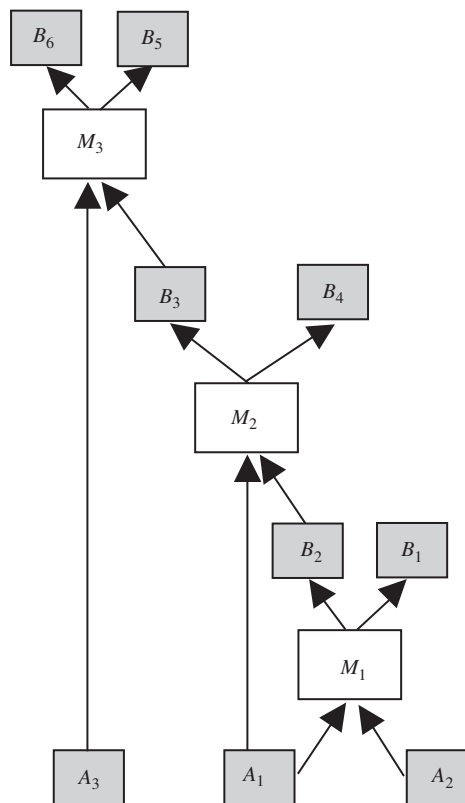 B₆ B₅
M₃
B₃ B₄
M₂
B₂ B₁
M₁
A₃ A₁ A₂